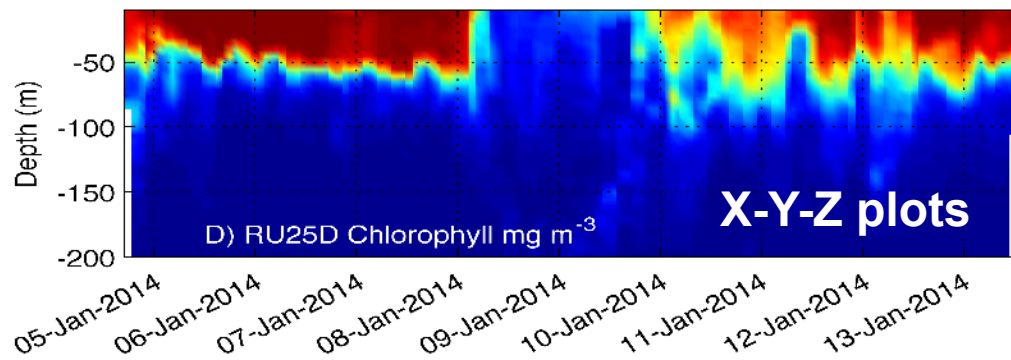 Depth (m)
-50
-100
-150
-200
X-Y-Z plots
D) RU25D Chlorophyll mg m⁻³
05-Jan-2014
06-Jan-2014
07-Jan-2014
08-Jan-2014
09-Jan-2014
10-Jan-2014
11-Jan-2014
12-Jan-2014
13-Jan-2014